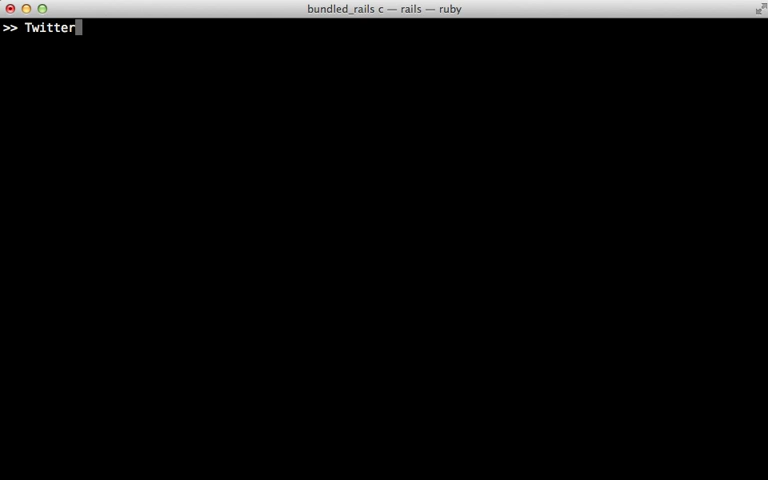 bundled_rails c — rails — ruby
>> Twitter